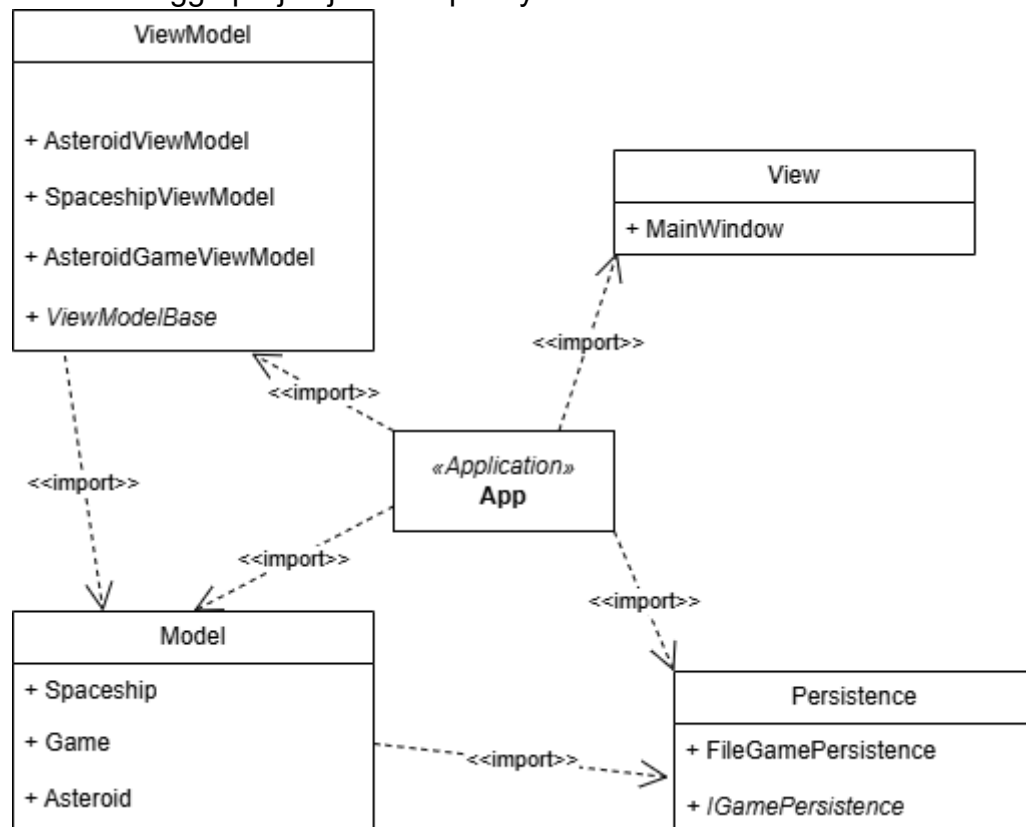 ViewModel
+ AsteroidViewModel
+ SpaceshipViewModel
+ AsteroidGameViewModel
+ ViewModelBase
View
+ MainWindow
<<import>>
<<import>>
«Application»
App
<<import>>
<<import>>
<<import>>
Model
+ Spaceship
+ Game
+ Asteroid
<<import>>
Persistence
+ FileGamePersistence
+ IGamePersistence